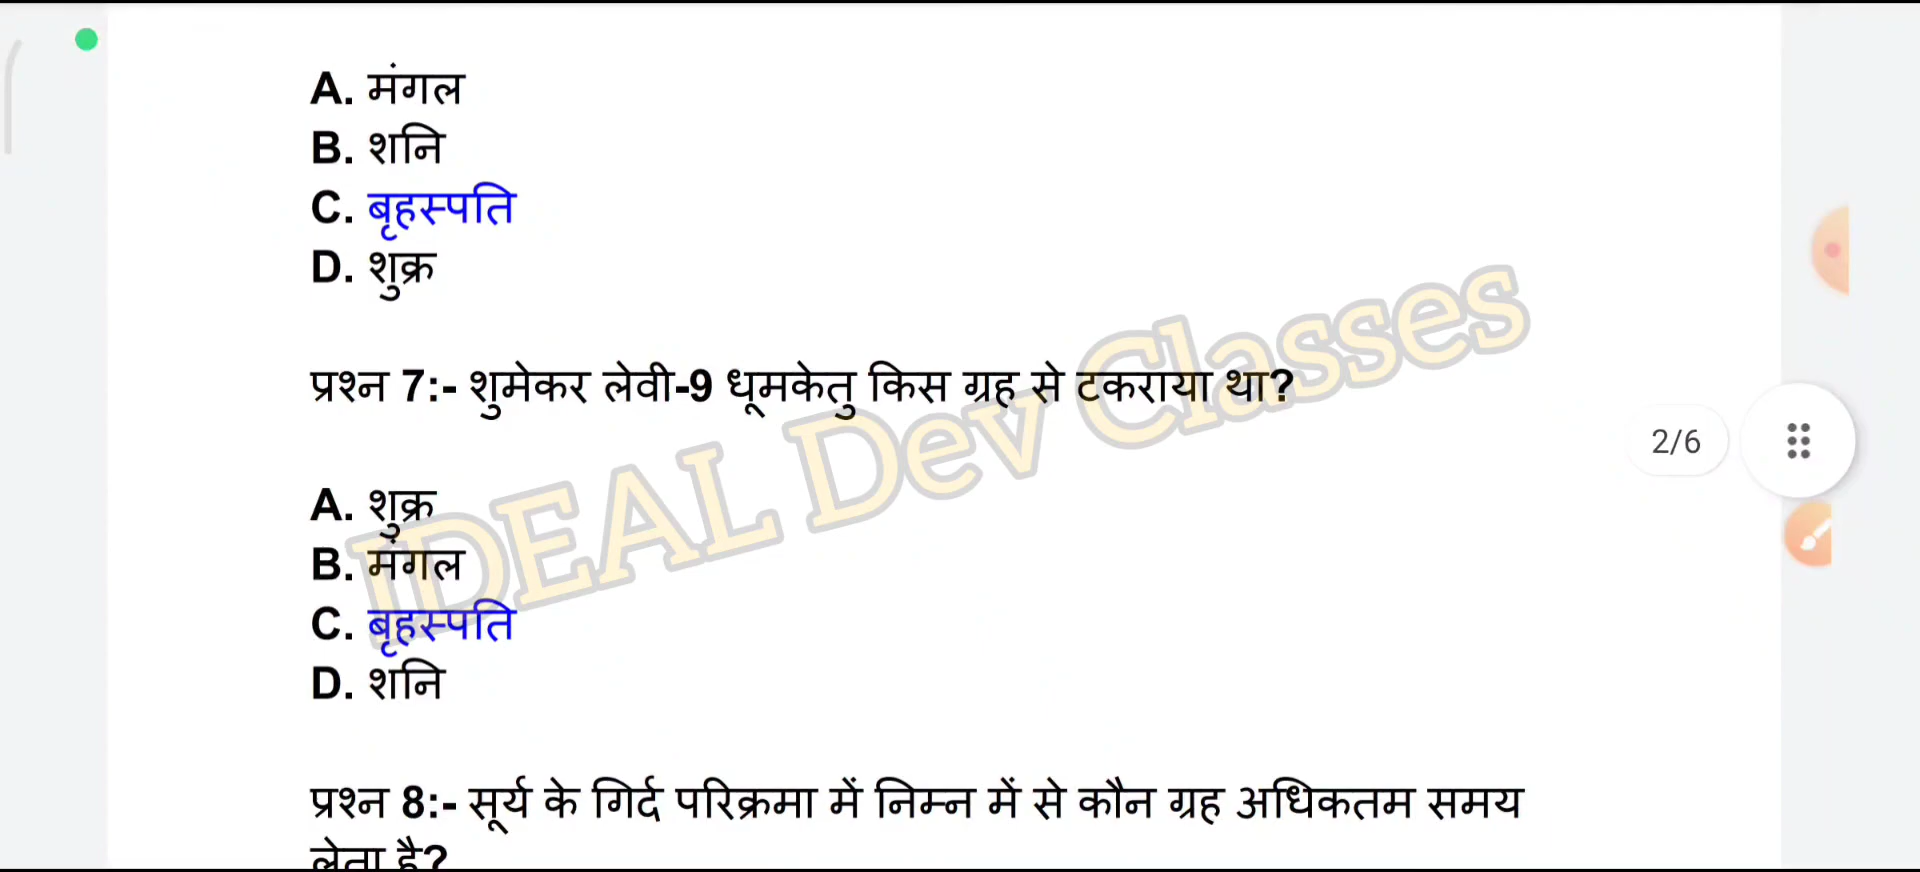 A. मंगल
B. शनि
C. बृहस्पति
D. शुक्र
प्रश्न 7:- शुमेकर लेवी-9 धूमकेतु किस ग्रह से टकराया था?
A. शुक्र
B. मंगल
C. बृहस्पति
D. शनि
प्रश्न 8:- सूर्य के गिर्द परिक्रमा में निम्न में से कौन ग्रह अधिकतम समय
लेता है?
IDEAL Dev Classes
2/6